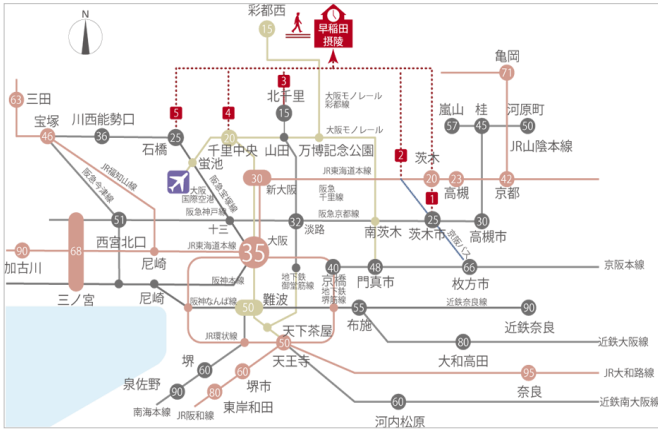 彩都西
15
早稲田
摂陵
N
亀岡
71
63
三田
3
北千里
15
大阪モノレール
彩都線
嵐山
桂
河原町
57
45
50
JR山陰本線
5
4
宝塚
46
川西能勢口
36
25
石橋
20
千里中央
大阪モノレール
山田
万博記念公園
2
茨木
JR東海道本線
20
23
高槻
42
京都
1
蛍池
大阪
国際空港
30
新大阪
阪急
千里線
JR福知山線
阪急今津線
阪急宝塚線
阪急神戸線
51
西宮北口
十三
32
淡路
阪急京都線
南茨木
25
茨木市
30
高槻市
京阪バス
68
90
加古川
尼崎
JR東海道本線
大阪
35
地下鉄
御堂筋線
40
京橋
地下鉄
堺筋線
48
門真市
66
枚方市
京阪本線
三ノ宮
尼崎
阪神本線
阪神なんば線
50
難波
55
布施
近鉄奈良線
90
近鉄奈良
JR環状線
天下茶屋
50
天王寺
80
大和高田
近鉄大阪線
堺
60
60
堺市
95
奈良
JR大和路線
泉佐野
90
80
東岸和田
南海本線
JR阪和線
60
河内松原
近鉄南大阪線